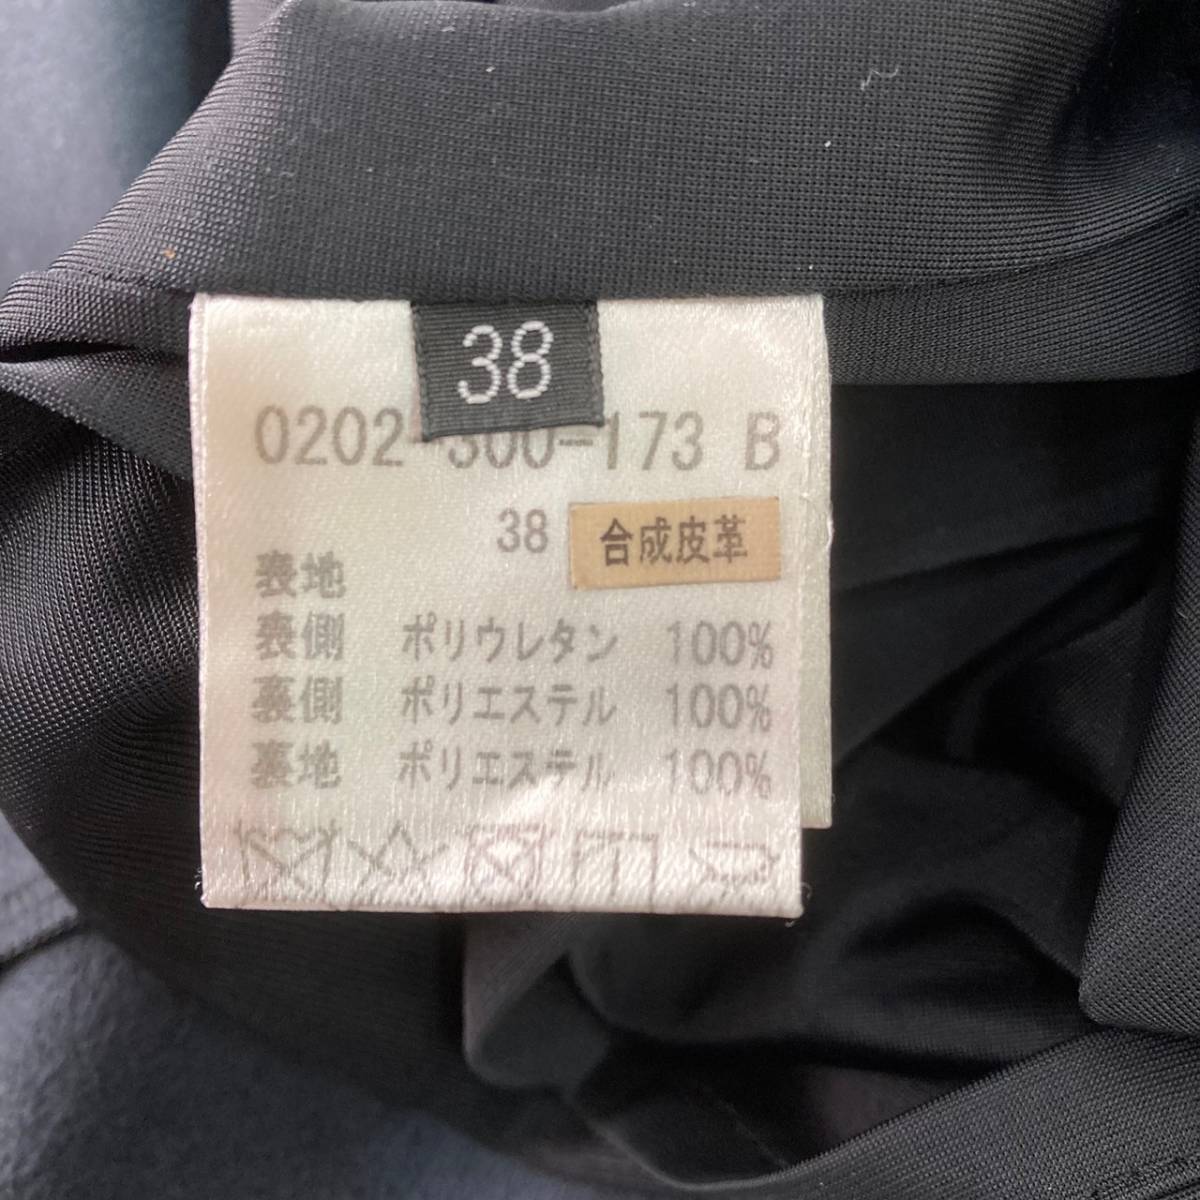 38
0202-300-173 B
38 合成皮革
表地
表側 ポリウレタン 100%
裏側 ポリエステル 100%
裏地 ポリエステル 100%